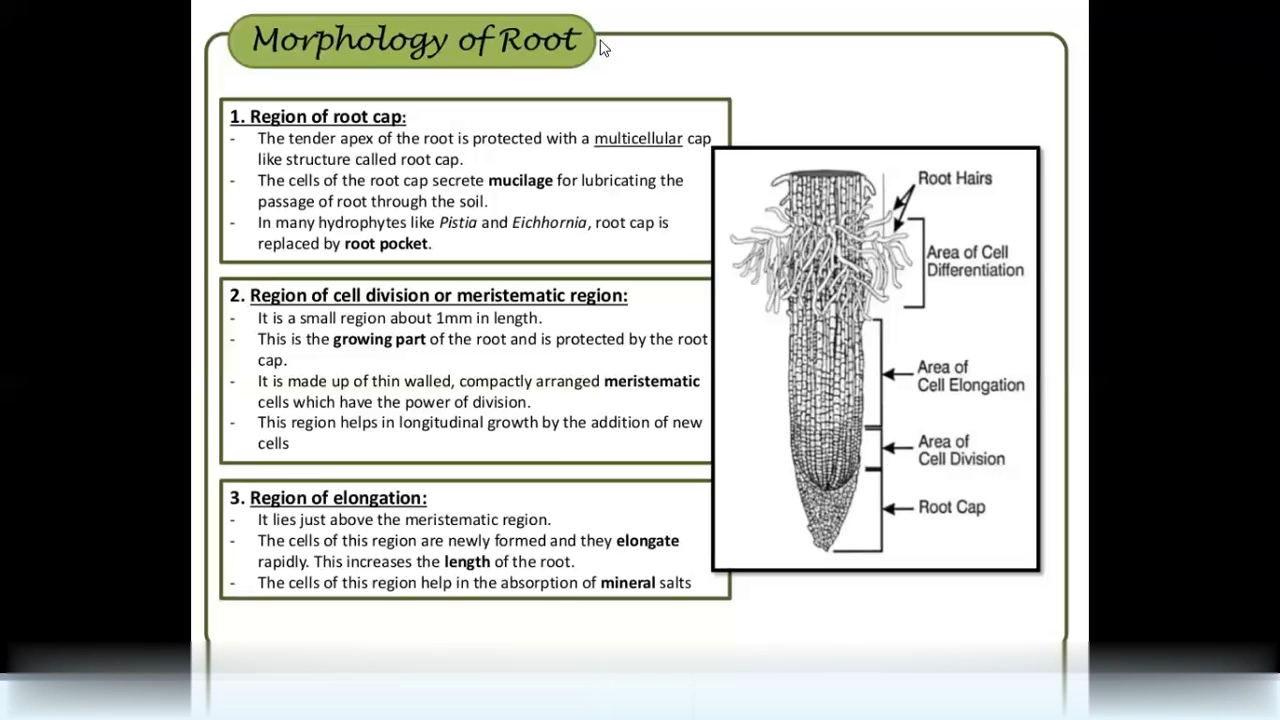 Morphology of Root
1. Region of root cap:
- The tender apex of the root is protected with a multicellular cap
like structure called root cap.
- The cells of the root cap secrete mucilage for lubricating the
passage of root through the soil.
- In many hydrophytes like Pistia and Eichhornia, root cap is
replaced by root pocket.
2. Region of cell division or meristematic region:
- It is a small region about 1mm in length.
- This is the growing part of the root and is protected by the root
cap.
- It is made up of thin walled, compactly arranged meristematic
cells which have the power of division.
- This region helps in longitudinal growth by the addition of new
cells
3. Region of elongation:
- It lies just above the meristematic region.
- The cells of this region are newly formed and they elongate
rapidly. This increases the length of the root.
- The cells of this region help in the absorption of mineral salts
Root Hairs
Area of Cell
Differentiation
Area of
Cell Elongation
Area of
Cell Division
Root Cap